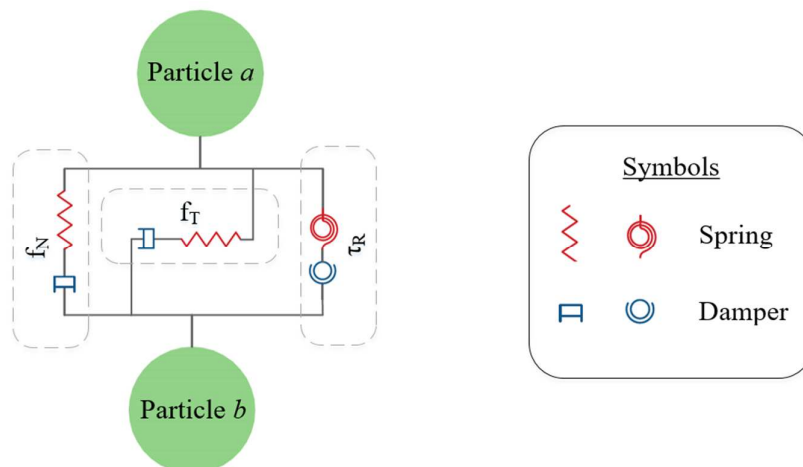 Particle a
f_N
f_T
τ_R
Particle b
Symbols
Spring
Damper